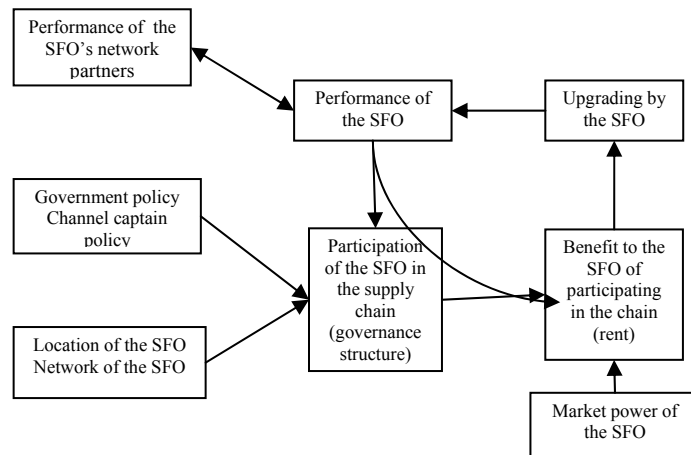 Performance of the
SFO's network
partners
Performance of
the SFO
Upgrading by
the SFO
Government policy
Channel captain
policy
Participation
of the SFO in
the supply
chain
(governance
structure)
Benefit to the
SFO of
participating
in the chain
(rent)
Location of the SFO
Network of the SFO
Market power of
the SFO